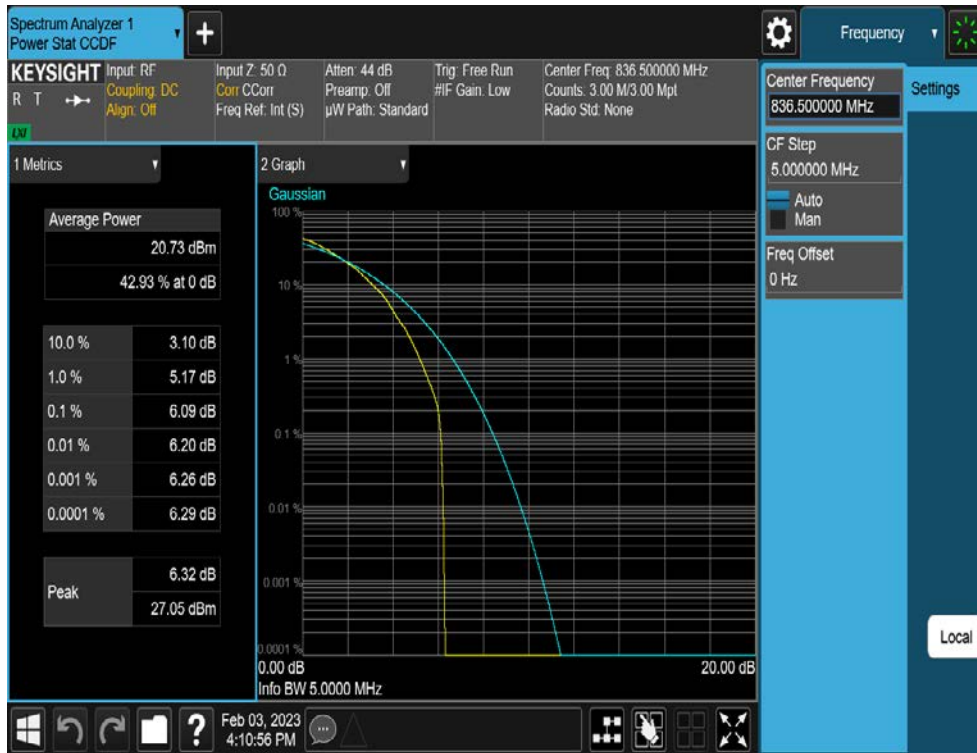 Spectrum Analyzer 1
Power Stat CCDF
+
Frequency
KEYSIGHT
R T
LXI
Input: RF
Coupling: DC
Align: Off
Input Z: 50 Ω
Corr CCorr
Freq Ref: Int (S)
Atten: 44 dB
Preamp: Off
µW Path: Standard
Trig: Free Run
#IF Gain: Low
Center Freq: 836.500000 MHz
Counts: 3.00 M/3.00 Mpt
Radio Std: None
Center Frequency
836.500000 MHz
Settings
CF Step
5.000000 MHz
Auto
Man
Freq Offset
0 Hz
Local
1 Metrics
Average Power
20.73 dBm
42.93 % at 0 dB
10.0 % 3.10 dB
1.0 % 5.17 dB
0.1 % 6.09 dB
0.01 % 6.20 dB
0.001 % 6.26 dB
0.0001 % 6.29 dB
Peak
6.32 dB
27.05 dBm
2 Graph
Gaussian
100 %
10 %
1 %
0.1 %
0.01 %
0.001 %
0.0001 %
0.00 dB 20.00 dB
Info BW 5.0000 MHz
?
Feb 03, 2023
4:10:56 PM